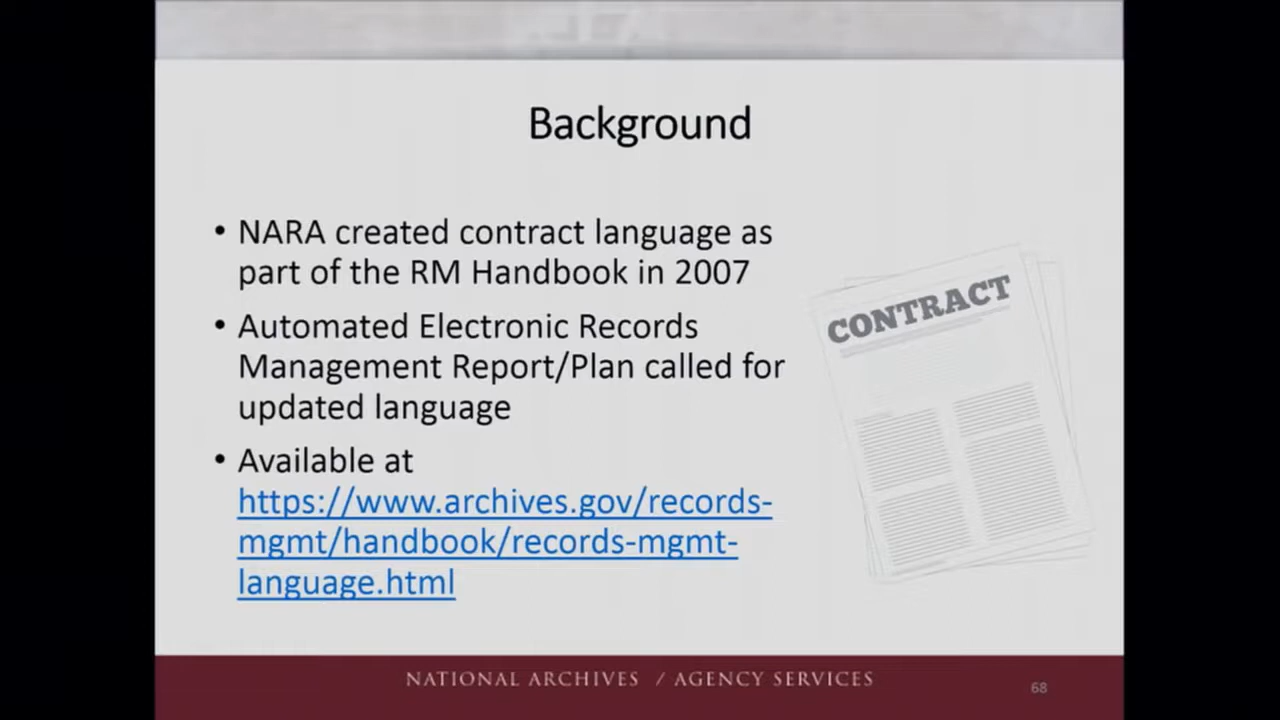 Background
• NARA created contract language as
part of the RM Handbook in 2007
• Automated Electronic Records
Management Report/Plan called for
updated language
• Available at
https://www.archives.gov/records-
mgmt/handbook/records-mgmt-
language.html
CONTRACT
NATIONAL ARCHIVES / AGENCY SERVICES
68